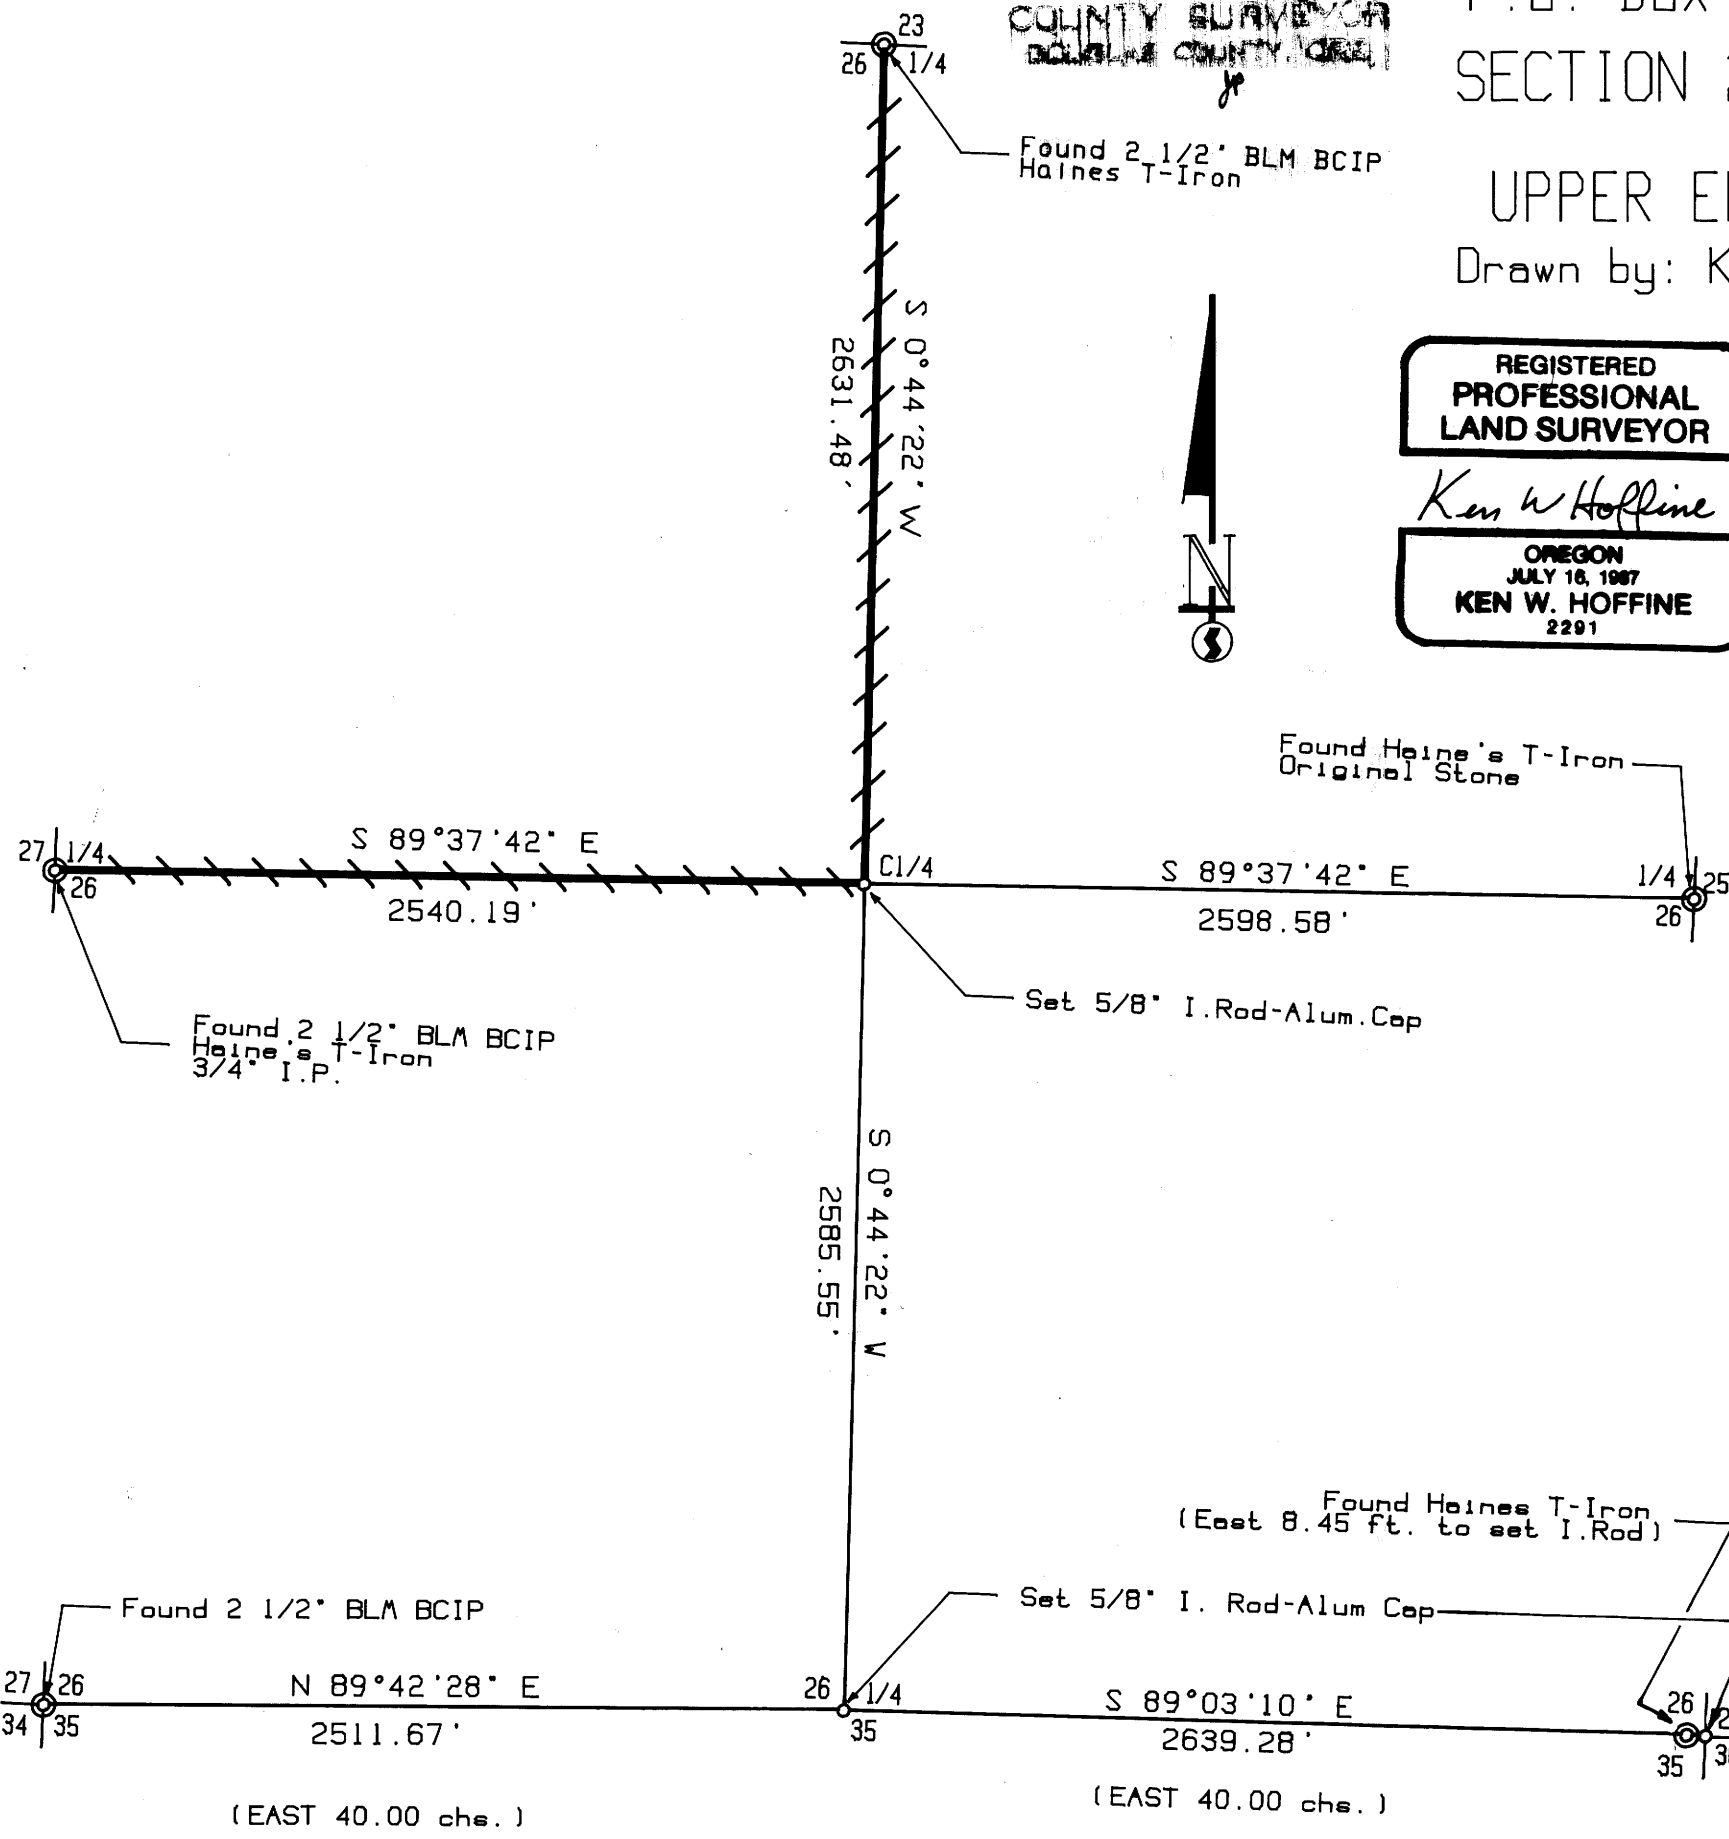 COUNTY SURVEYOR
DOUGLAS COUNTY, ORE.
P.O. BOX
SECTION
UPPER
Drawn by: K
23
26 1/4
Found 2 1/2" BLM BCIP
Haines T-Iron
S 0°44'22" W
2631.48'
REGISTERED
PROFESSIONAL
LAND SURVEYOR
Ken W Hoffine
OREGON
JULY 16, 1987
KEN W. HOFFINE
2291
N
Found Haine's T-Iron
Original Stone
27 1/4
26
S 89°37'42" E
2540.19'
C1/4
S 89°37'42" E
2598.58'
1/4 25
26
Set 5/8" I.Rod-Alum.Cap
Found 2 1/2" BLM BCIP
Haine's T-Iron
3/4" I.P.
S 0°44'22" W
2585.55'
Found Haines T-Iron
(East 8.45 ft. to set I.Rod)
Set 5/8" I. Rod-Alum Cap
Found 2 1/2" BLM BCIP
27 26
34 35
N 89°42'28" E
2511.67'
26 1/4
35
S 89°03'10" E
2639.28'
26
35
(EAST 40.00 chs.)
(EAST 40.00 chs.)